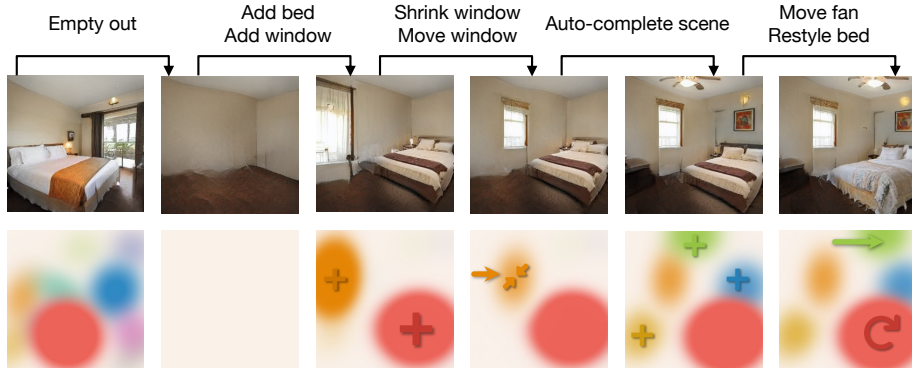 Empty out
Add bed
Add window
Shrink window
Move window
Auto-complete scene
Move fan
Restyle bed